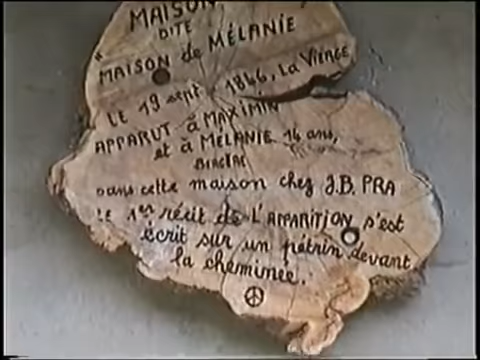 MAISON
DITE
"MAISON de MÉLANIE
LE 19 sept. 1846, La Vierge
APPARUT à MAXIMIN
et à MÉLANIE 14 ans,
BERGERE
dans cette maison chez J.B. PRA
LE 1er récit de L'APPARITION s'est
écrit sur un pétrin devant
la cheminée.